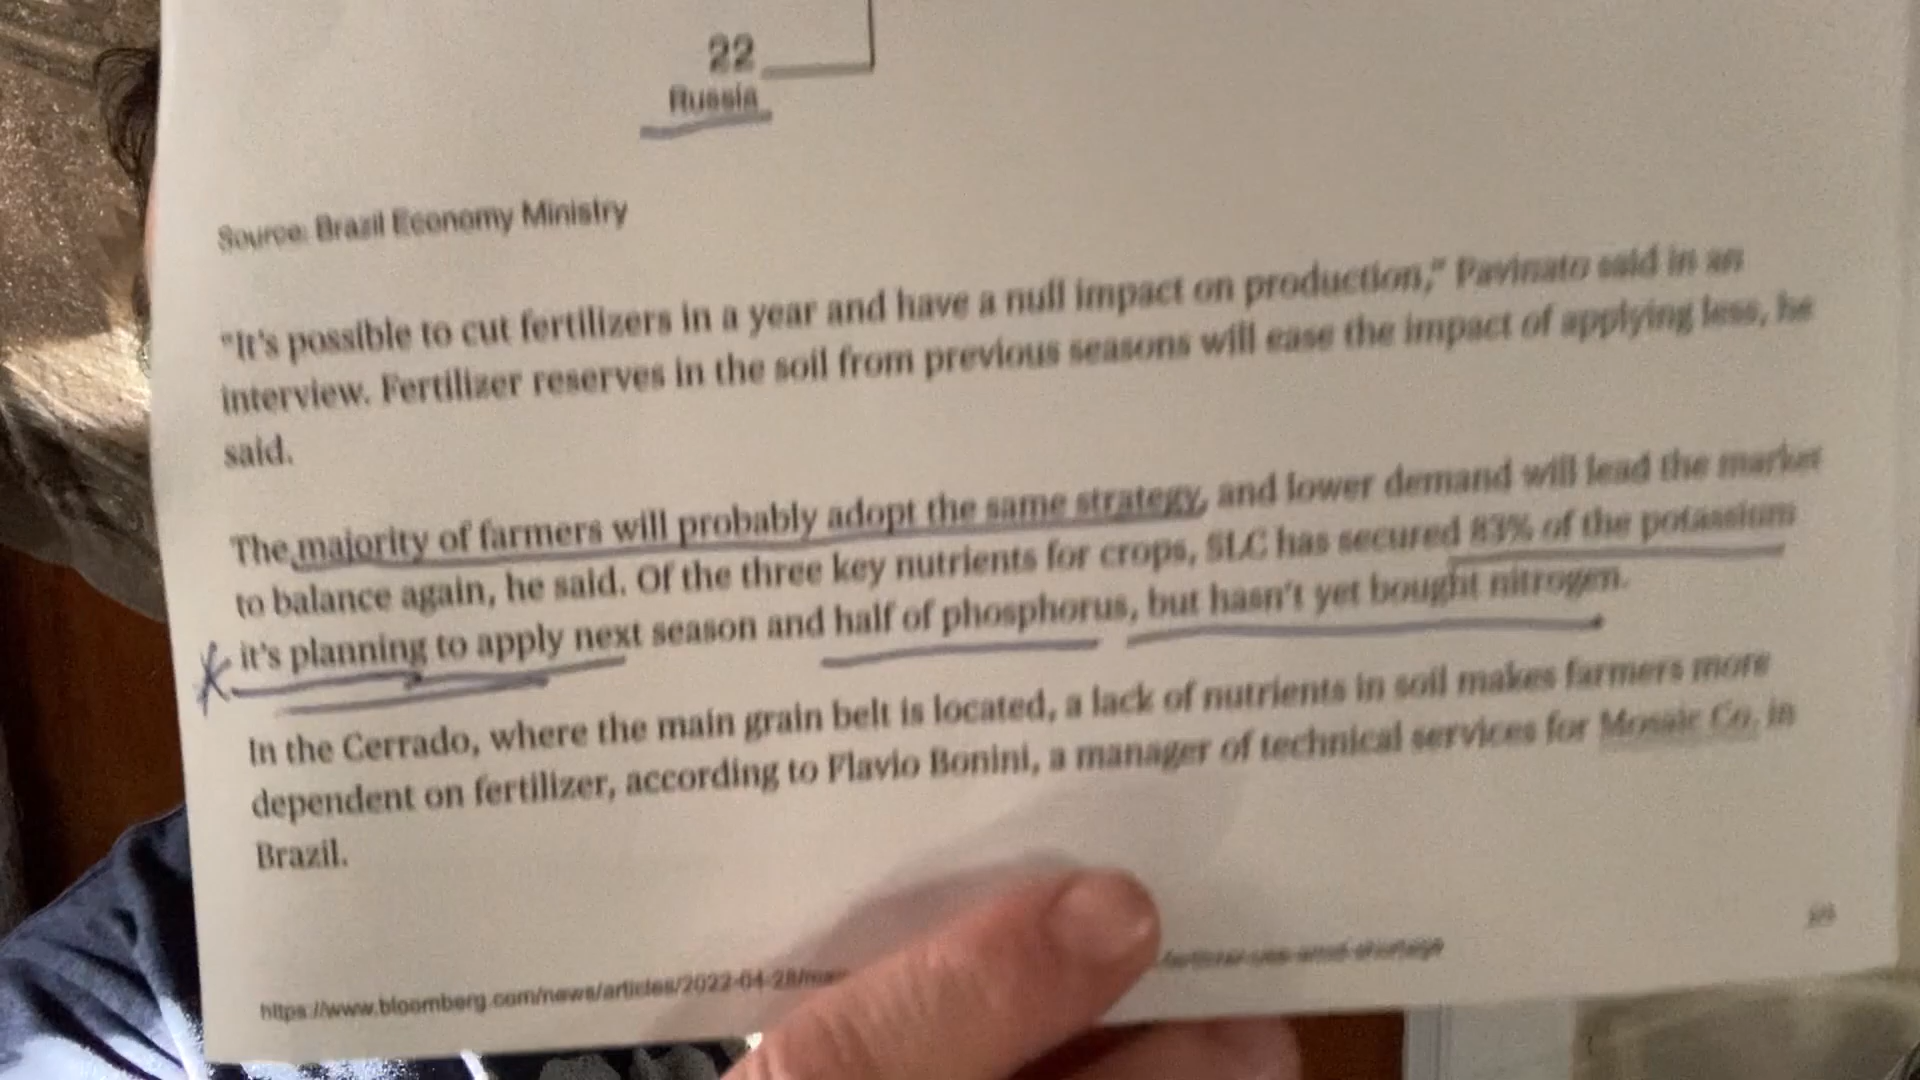 22
Russia
Source: Brazil Economy Ministry
"It's possible to cut fertilizers in a year and have a null impact on production," Pavinato said in an
interview. Fertilizer reserves in the soil from previous seasons will ease the impact of applying less, he
said.
The majority of farmers will probably adopt the same strategy, and lower demand will lead the market
to balance again, he said. Of the three key nutrients for crops, SLC has secured 83% of the potassium
it's planning to apply next season and half of phosphorus, but hasn't yet bought nitrogen.
In the Cerrado, where the main grain belt is located, a lack of nutrients in soil makes farmers more
dependent on fertilizer, according to Flavio Bonini, a manager of technical services for Mosaic Co. in
Brazil.
https://www.bloomberg.com/news/articles/2022-04-28/